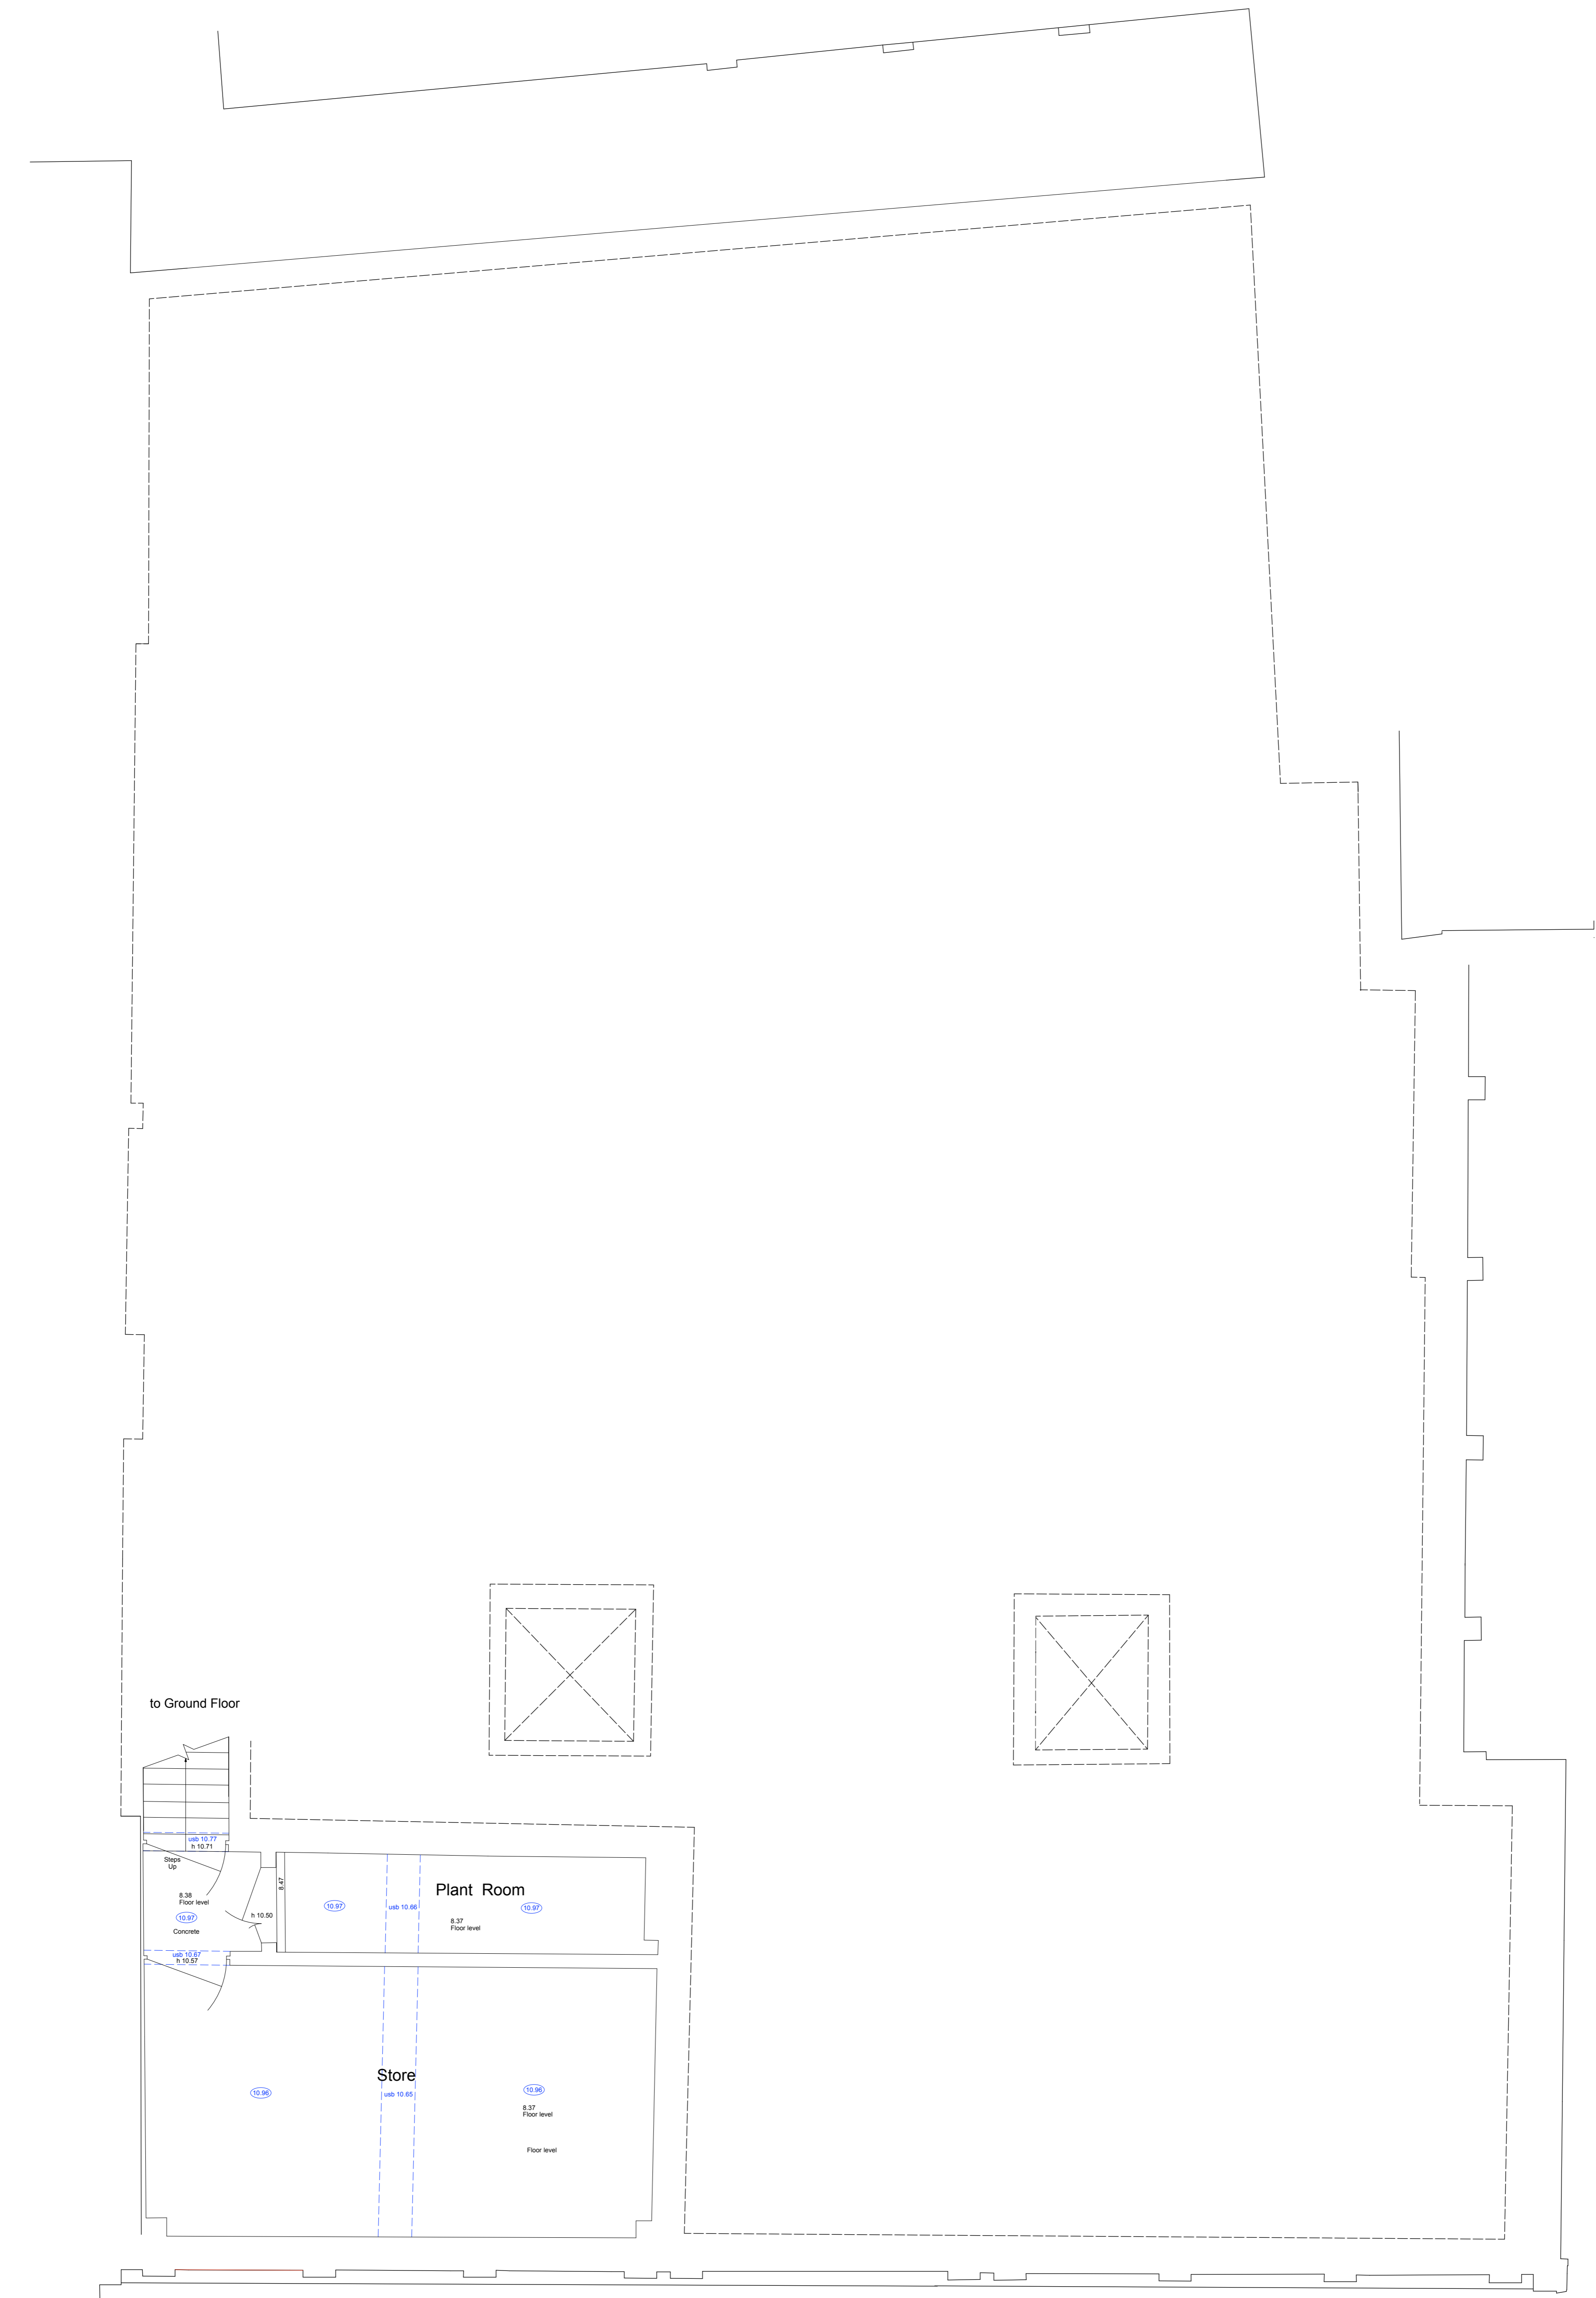 to Ground Floor
usb 10.77
h 10.71
Steps
Up
8.38
Floor level
10.97
Concrete
h 10.50
8.47
10.97
usb 10.66
Plant Room
10.97
8.37
Floor level
usb 10.67
h 10.57
Store
10.96
usb 10.65
10.96
8.37
Floor level
Floor level